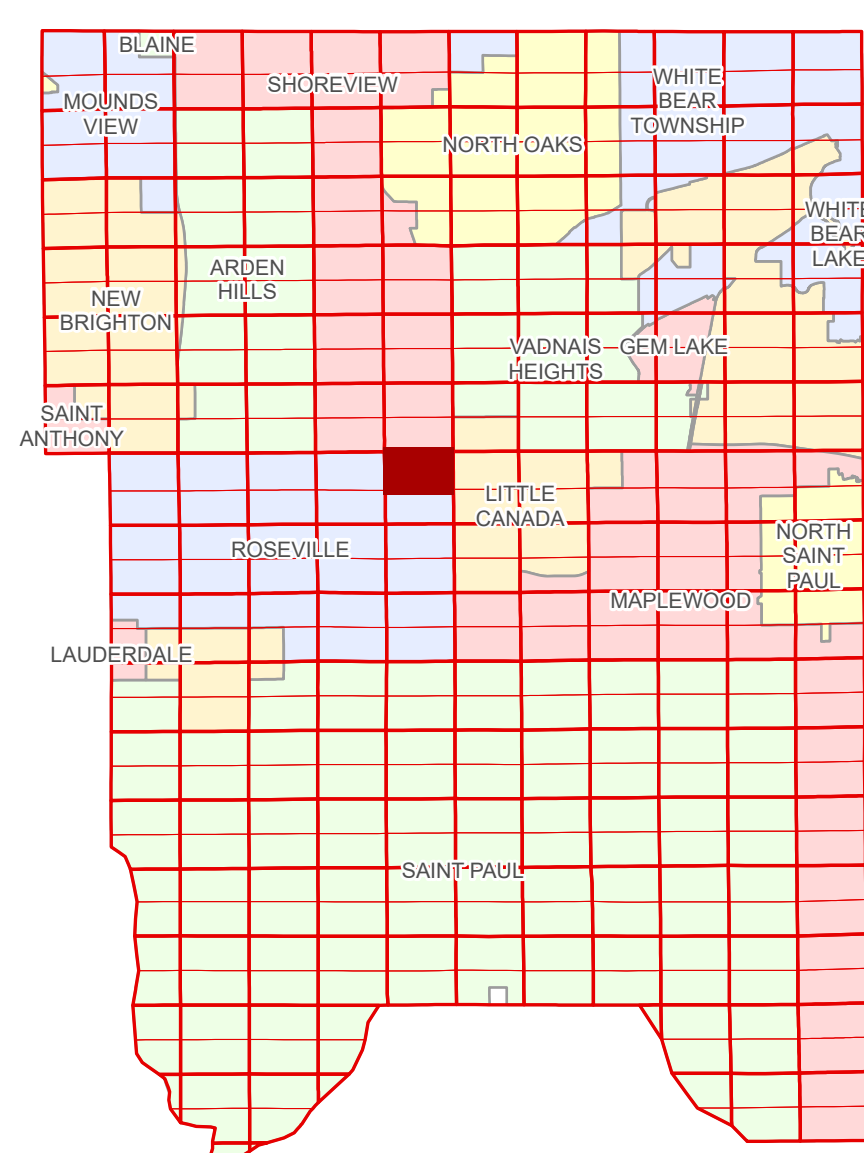 BLAINE
SHOREVIEW
WHITE
BEAR
TOWNSHIP
MOUNDS
VIEW
NORTH OAKS
WHITE
BEAR
LAKE
ARDEN
HILLS
NEW
BRIGHTON
VADNAIS
HEIGHTS
GEM LAKE
SAINT
ANTHONY
LITTLE
CANADA
NORTH
SAINT
PAUL
ROSEVILLE
MAPLEWOOD
LAUDERDALE
SAINT PAUL